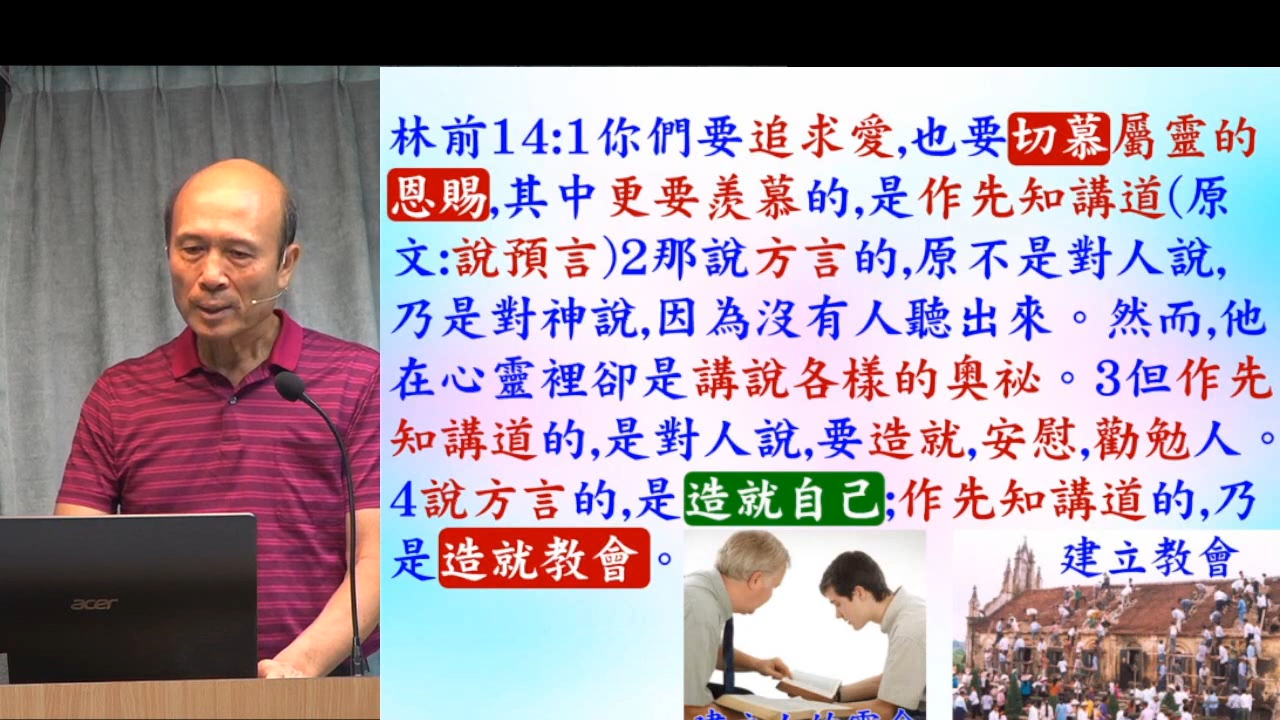 林前14:1你們要追求愛,也要切慕屬靈的
恩賜,其中更要羨慕的,是作先知講道(原
文:說預言)2那說方言的,原不是對人說,
乃是對神說,因為沒有人聽出來。然而,他
在心靈裡卻是講說各樣的奧祕。3但作先
知講道的,是對人說,要造就,安慰,勸勉人。
4說方言的,是造就自己;作先知講道的,乃
是造就教會。
建立教會
acer